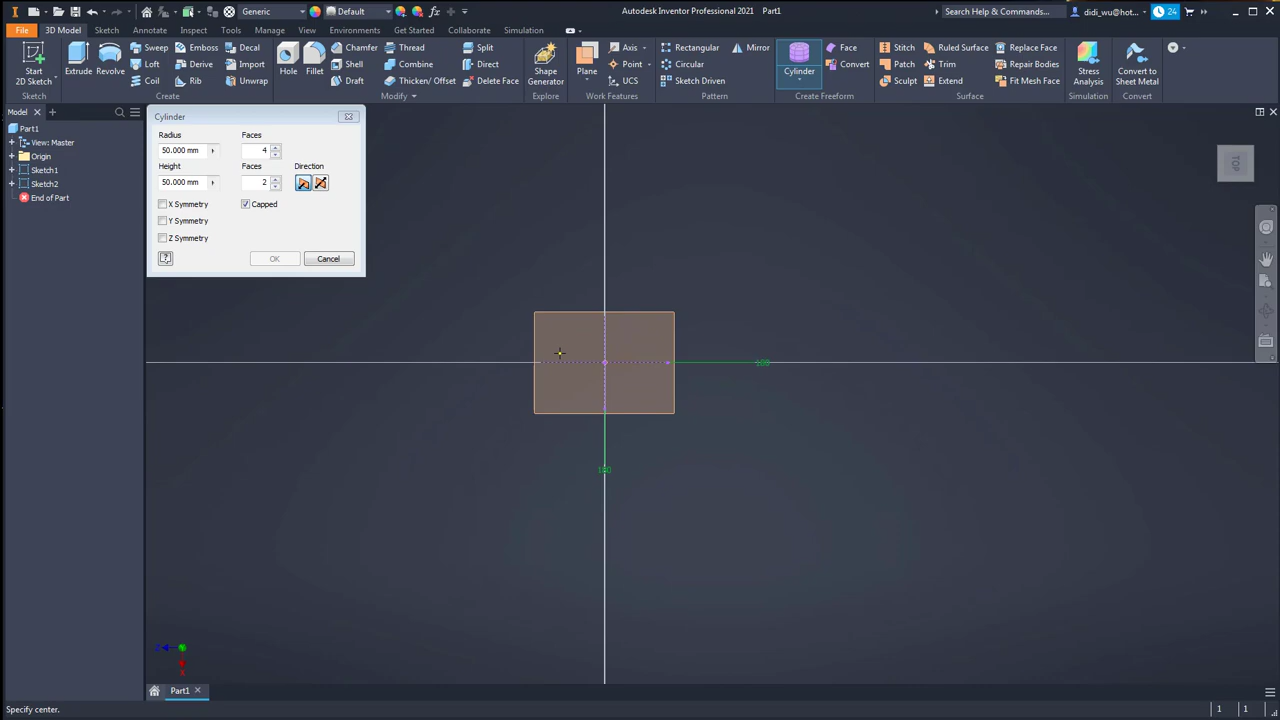 Generic
Default
fx
Autodesk Inventor Professional 2021 Part1
Search Help & Commands...
didi_wu@hot...
24
File
3D Model
Sketch
Annotate
Inspect
Tools
Manage
View
Environments
Get Started
Collaborate
Simulation
Start
2D Sketch
Extrude
Revolve
Sweep
Loft
Coil
Emboss
Derive
Rib
Decal
Import
Unwrap
Hole
Fillet
Chamfer
Shell
Draft
Thread
Combine
Thicken/ Offset
Split
Direct
Delete Face
Shape
Generator
Plane
Axis
Point
UCS
Rectangular
Circular
Sketch Driven
Mirror
Cylinder
Face
Convert
Stitch
Patch
Sculpt
Ruled Surface
Trim
Extend
Replace Face
Repair Bodies
Fit Mesh Face
Stress
Analysis
Convert to
Sheet Metal
Sketch
Create
Modify
Explore
Work Features
Pattern
Create Freeform
Surface
Simulation
Convert
Model
Part1
View: Master
Origin
Sketch1
Sketch2
End of Part
Cylinder
Radius
Faces
50.000 mm
4
Height
Faces
Direction
50.000 mm
2
X Symmetry
Capped
Y Symmetry
Z Symmetry
?
OK
Cancel
TOP
100
Z
X
Part1
Specify center.
1
1